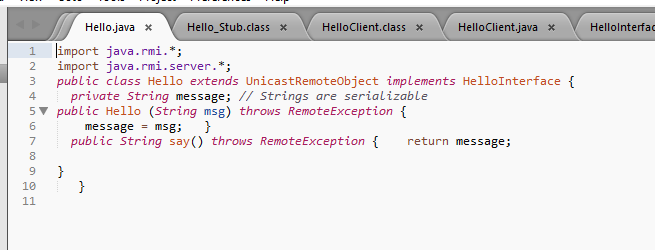 Hello.java × Hello_Stub.class × HelloClient.class × HelloClient.java × HelloInterfac
1 import java.rmi.*;
2 import java.rmi.server.*;
3 public class Hello extends UnicastRemoteObject implements HelloInterface {
4 private String message; // Strings are serializable
5 public Hello (String msg) throws RemoteException {
6 message = msg; }
7 public String say() throws RemoteException { return message;
8
9 }
10 }
11